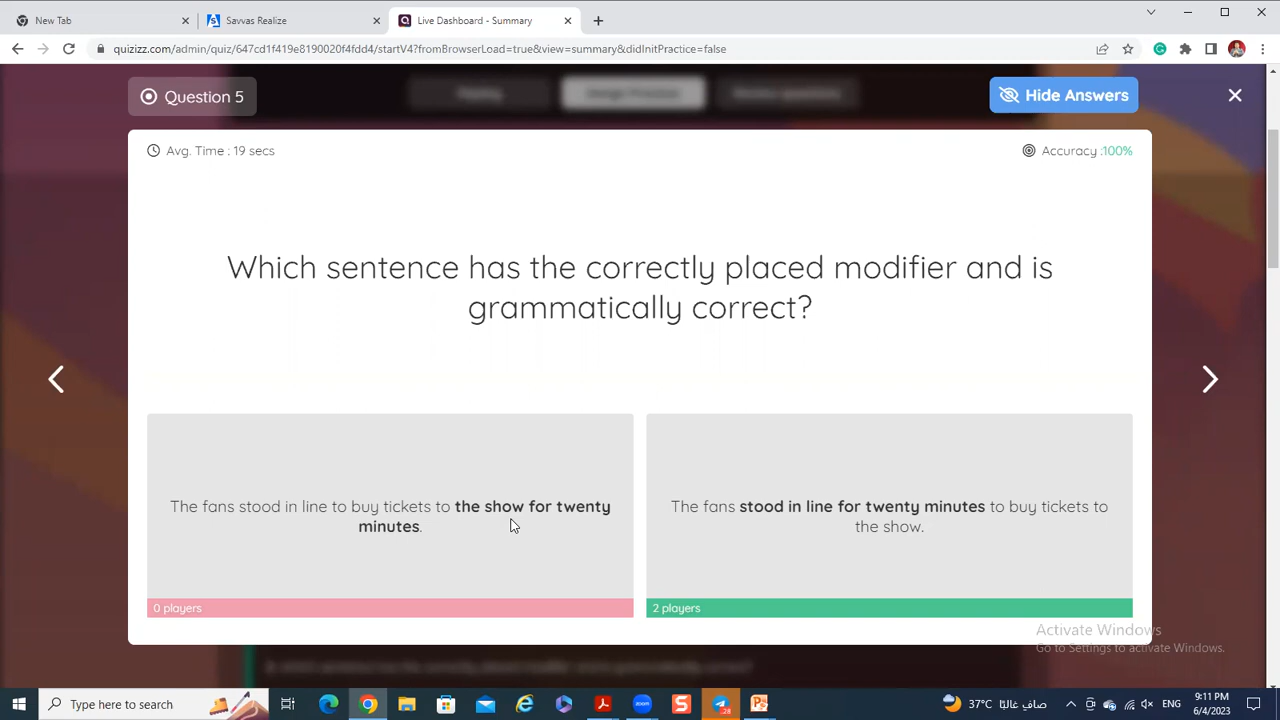 New Tab
Savvas Realize
Live Dashboard - Summary
quizizz.com/admin/quiz/647cd1f419e8190020f4fdd4/startV4?fromBrowserLoad=true&view=summary&didInitPractice=false
Question 5
Hide Answers
Avg. Time : 19 secs
Accuracy :100%
Which sentence has the correctly placed modifier and is
grammatically correct?
The fans stood in line to buy tickets to the show for twenty
minutes.
The fans stood in line for twenty minutes to buy tickets to
the show.
0 players
2 players
Activate Windows
Go to Settings to activate Windows.
Type here to search
37°C صافٍ غالبًا
ENG
9:11 PM
6/4/2023